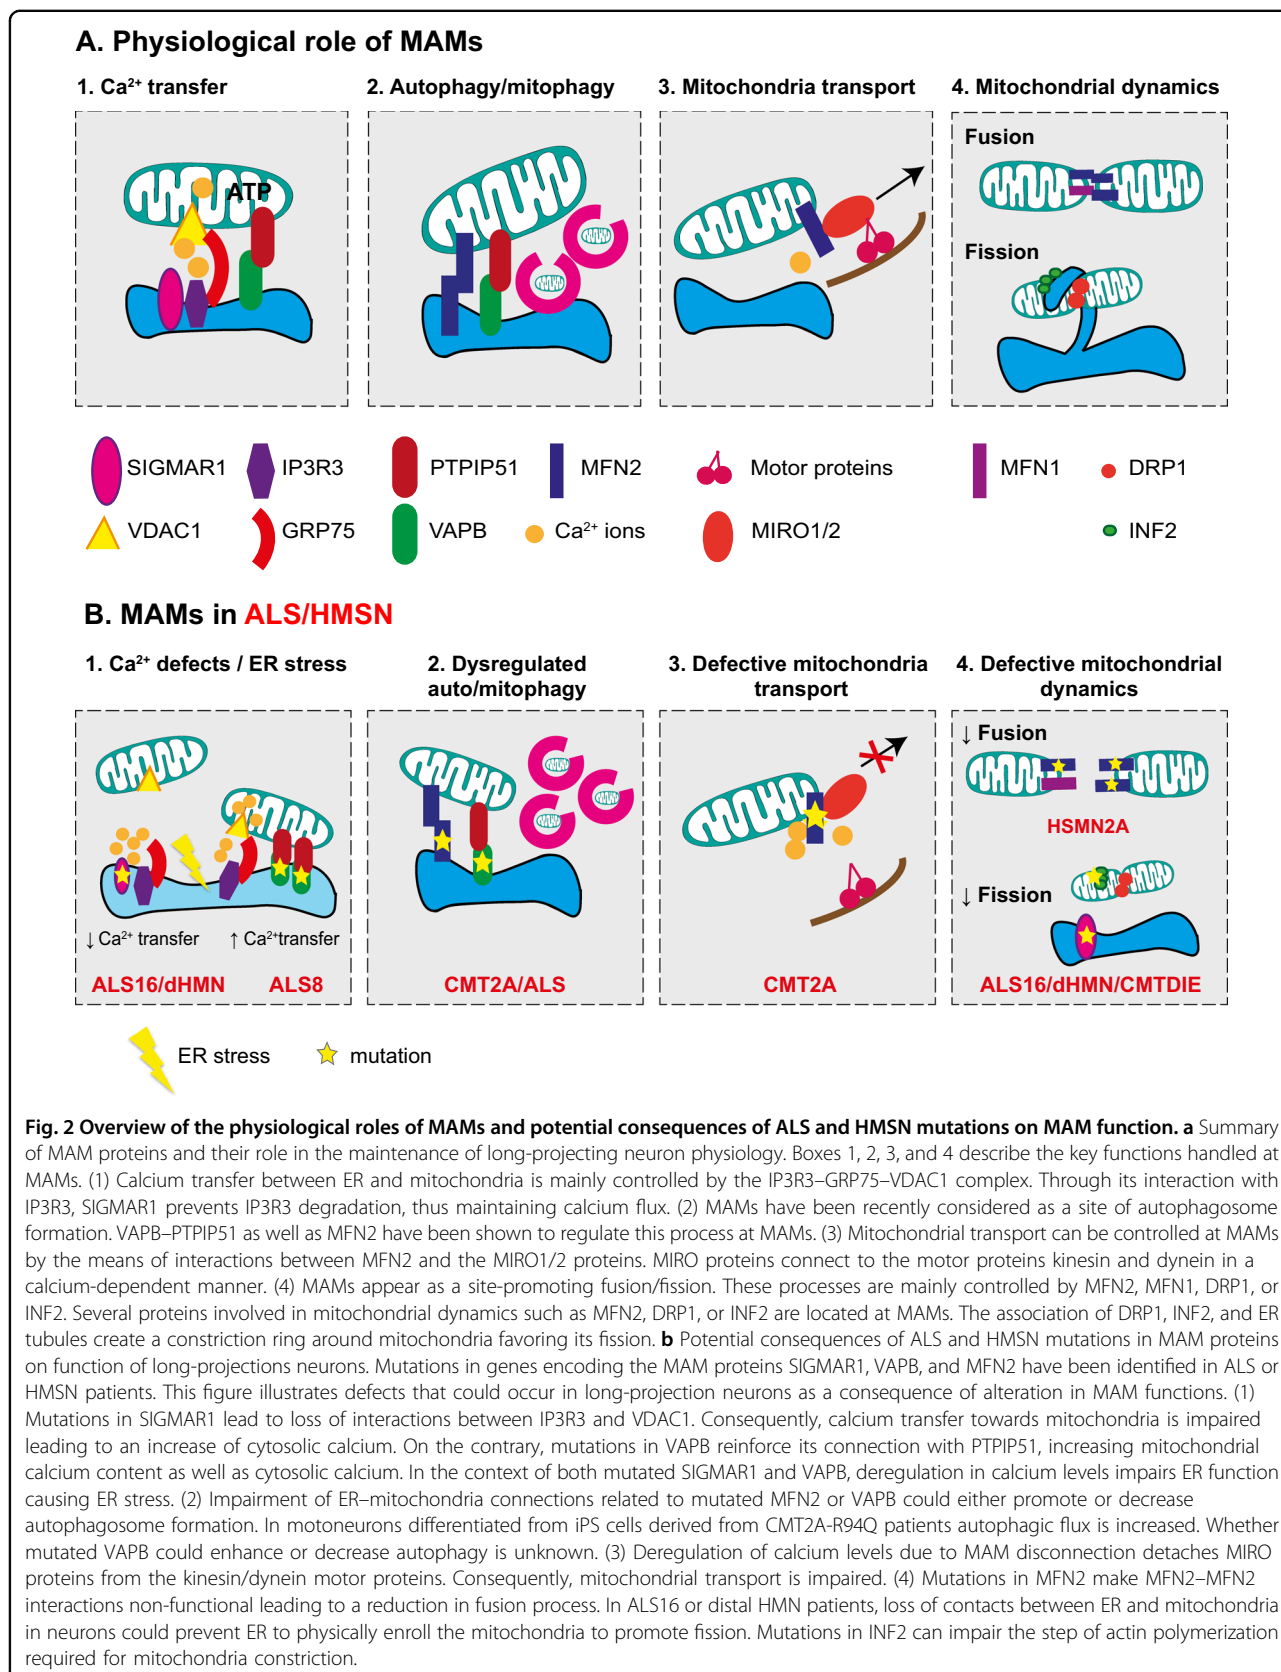 A. Physiological role of MAMs
1. Ca²⁺ transfer
2. Autophagy/mitophagy
3. Mitochondria transport
4. Mitochondrial dynamics
ATP
Fusion
Fission
SIGMAR1
IP3R3
PTPIP51
MFN2
Motor proteins
MFN1
DRP1
VDAC1
GRP75
VAPB
Ca²⁺ ions
MIRO1/2
INF2
B. MAMs in ALS/HMSN
1. Ca²⁺ defects / ER stress
2. Dysregulated
auto/mitophagy
3. Defective mitochondria
transport
4. Defective mitochondrial
dynamics
↓ Ca²⁺ transfer
↑ Ca²⁺transfer
ALS16/dHMN
ALS8
CMT2A/ALS
CMT2A
↓ Fusion
HSMN2A
↓ Fission
ALS16/dHMN/CMTDIE
ER stress
mutation
Fig. 2 Overview of the physiological roles of MAMs and potential consequences of ALS and HMSN mutations on MAM function. a Summary
of MAM proteins and their role in the maintenance of long-projecting neuron physiology. Boxes 1, 2, 3, and 4 describe the key functions handled at
MAMs. (1) Calcium transfer between ER and mitochondria is mainly controlled by the IP3R3–GRP75–VDAC1 complex. Through its interaction with
IP3R3, SIGMAR1 prevents IP3R3 degradation, thus maintaining calcium flux. (2) MAMs have been recently considered as a site of autophagosome
formation. VAPB–PTPIP51 as well as MFN2 have been shown to regulate this process at MAMs. (3) Mitochondrial transport can be controlled at MAMs
by the means of interactions between MFN2 and the MIRO1/2 proteins. MIRO proteins connect to the motor proteins kinesin and dynein in a
calcium-dependent manner. (4) MAMs appear as a site-promoting fusion/fission. These processes are mainly controlled by MFN2, MFN1, DRP1, or
INF2. Several proteins involved in mitochondrial dynamics such as MFN2, DRP1, or INF2 are located at MAMs. The association of DRP1, INF2, and ER
tubules create a constriction ring around mitochondria favoring its fission. b Potential consequences of ALS and HMSN mutations in MAM proteins
on function of long-projections neurons. Mutations in genes encoding the MAM proteins SIGMAR1, VAPB, and MFN2 have been identified in ALS or
HMSN patients. This figure illustrates defects that could occur in long-projection neurons as a consequence of alteration in MAM functions. (1)
Mutations in SIGMAR1 lead to loss of interactions between IP3R3 and VDAC1. Consequently, calcium transfer towards mitochondria is impaired
leading to an increase of cytosolic calcium. On the contrary, mutations in VAPB reinforce its connection with PTPIP51, increasing mitochondrial
calcium content as well as cytosolic calcium. In the context of both mutated SIGMAR1 and VAPB, deregulation in calcium levels impairs ER function
causing ER stress. (2) Impairment of ER–mitochondria connections related to mutated MFN2 or VAPB could either promote or decrease
autophagosome formation. In motoneurons differentiated from iPS cells derived from CMT2A-R94Q patients autophagic flux is increased. Whether
mutated VAPB could enhance or decrease autophagy is unknown. (3) Deregulation of calcium levels due to MAM disconnection detaches MIRO
proteins from the kinesin/dynein motor proteins. Consequently, mitochondrial transport is impaired. (4) Mutations in MFN2 make MFN2–MFN2
interactions non-functional leading to a reduction in fusion process. In ALS16 or distal HMN patients, loss of contacts between ER and mitochondria
in neurons could prevent ER to physically enroll the mitochondria to promote fission. Mutations in INF2 can impair the step of actin polymerization
required for mitochondria constriction.